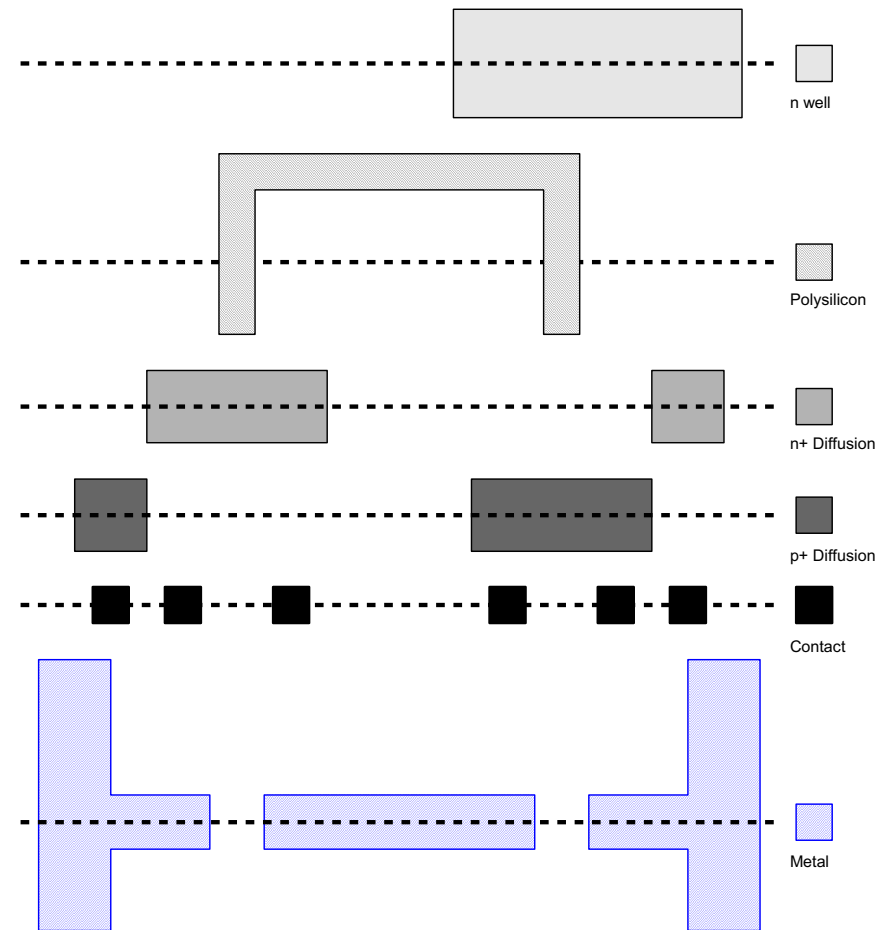 n well
Polysilicon
n+ Diffusion
p+ Diffusion
Contact
Metal